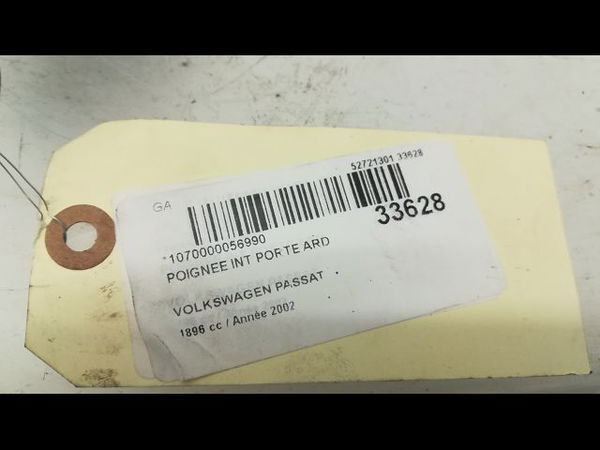 GA
52721301 33628
33628
*1070000056990
POIGNEE INT PORTE ARD
VOLKSWAGEN PASSAT
1896 cc / Année 2002